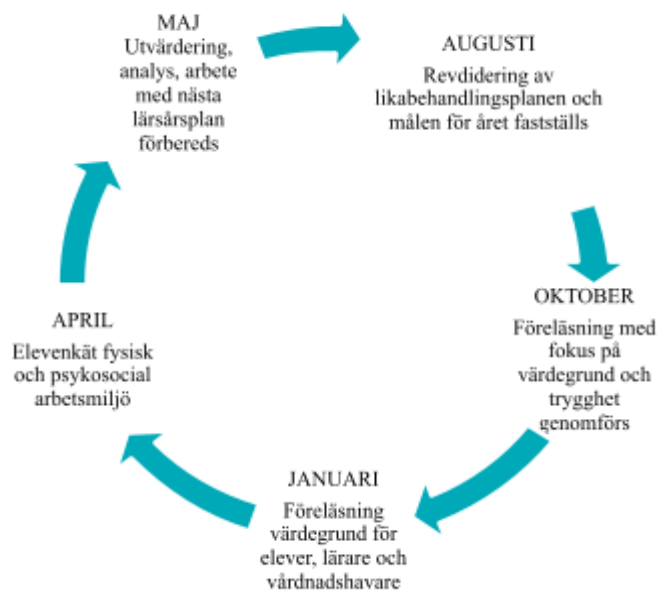 MAJ
Utvärdering,
analys, arbete
med nästa
lärsårsplan
förbereds
AUGUSTI
Revdidering av
likabehandlingsplanen och
målen för året fastställs
OKTOBER
Föreläsning med
fokus på
värdegrund och
trygghet
genomförs
JANUARI
Föreläsning
värdegrund för
elever, lärare och
vårdnadshavare
APRIL
Elevenkät fysisk
och psykosocial
arbetsmiljö